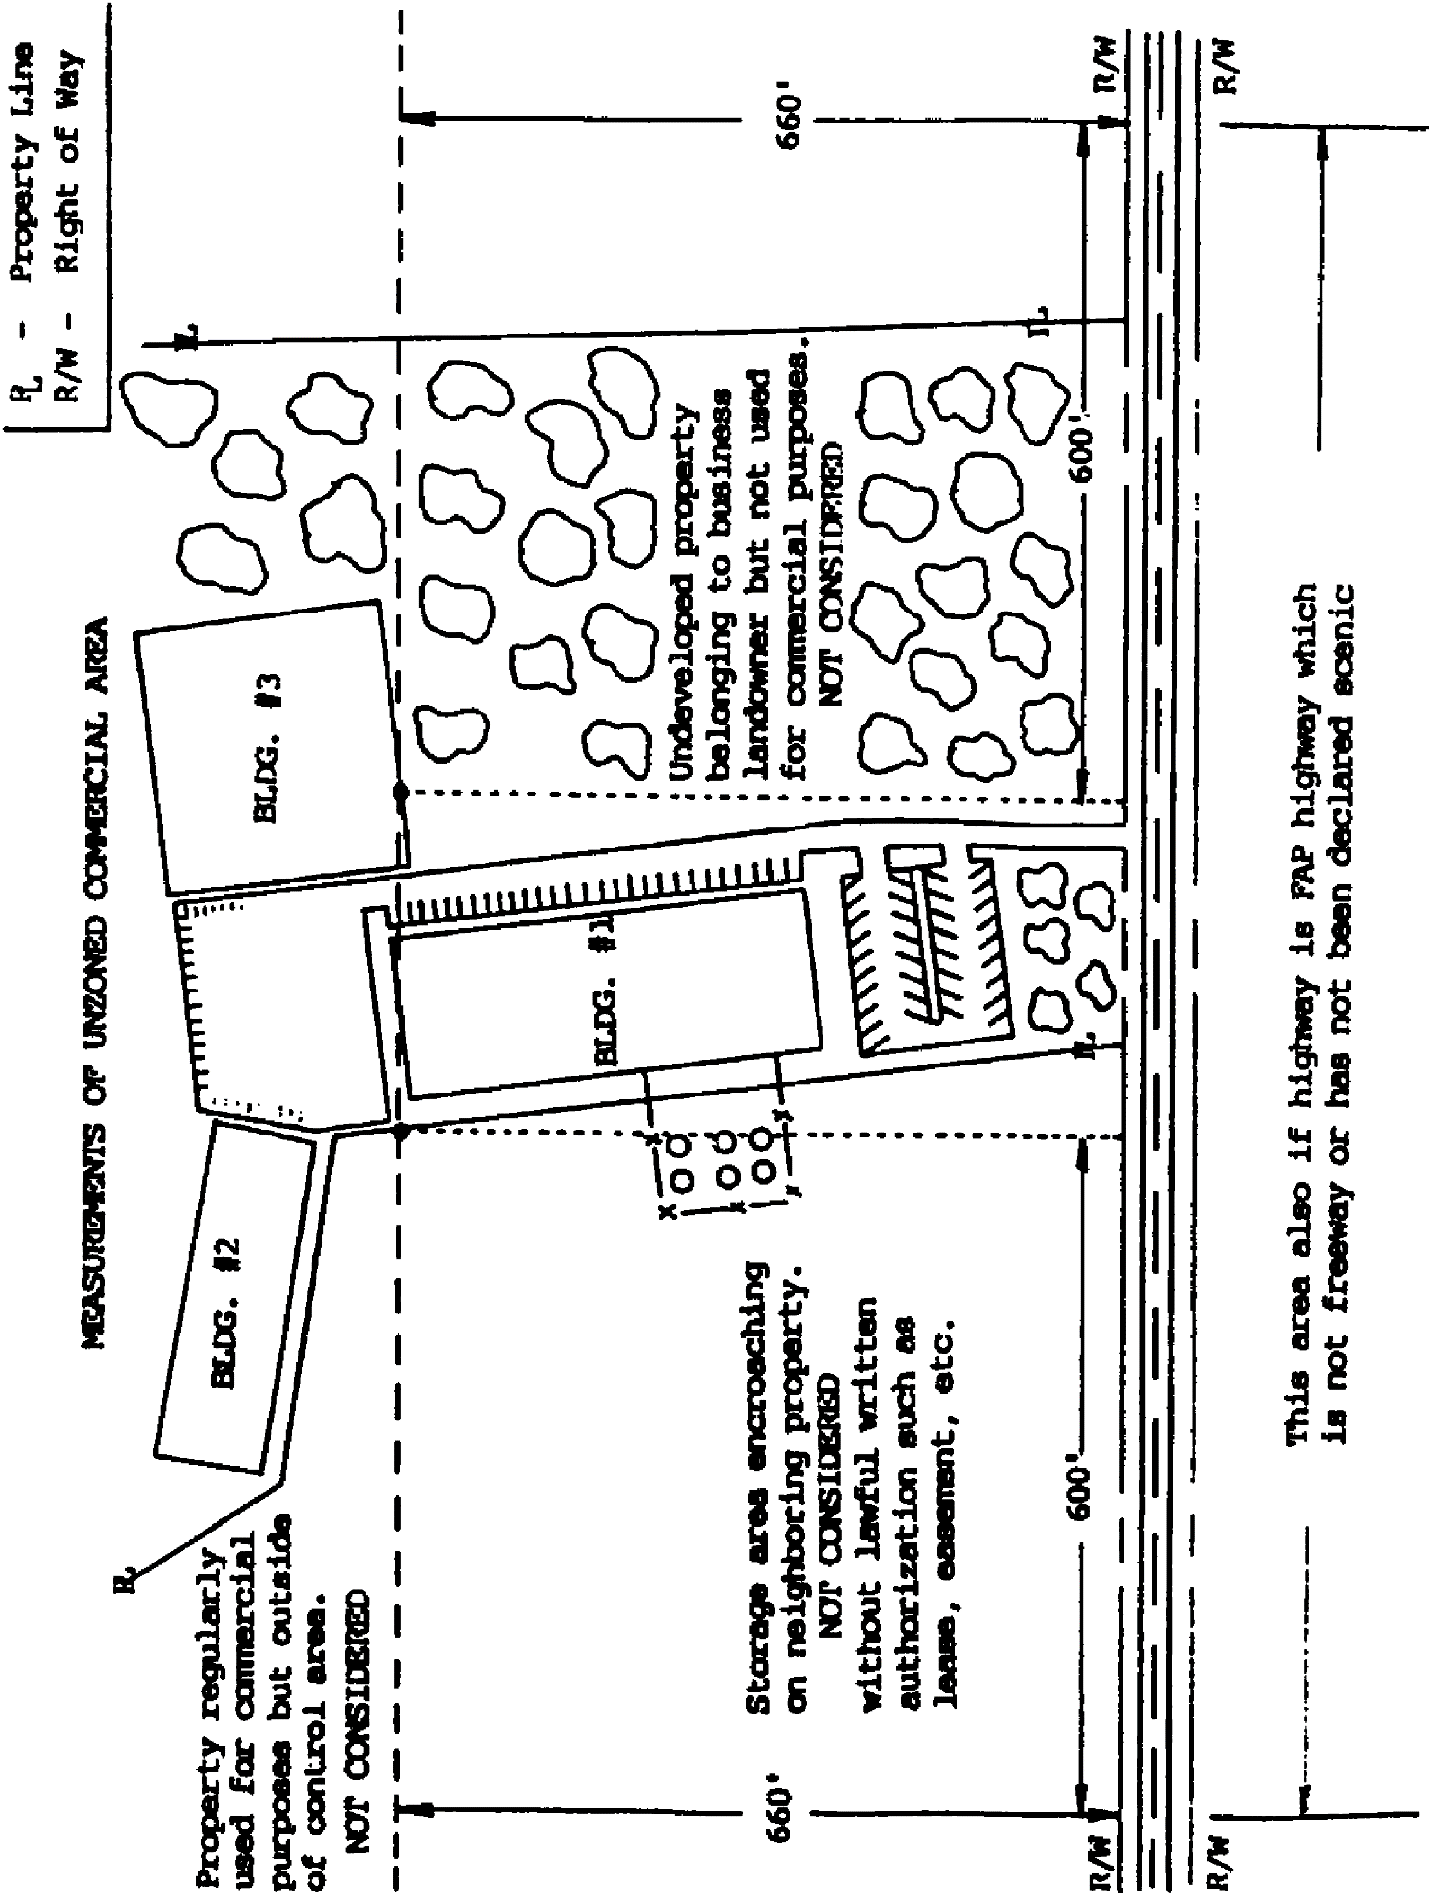 MEASUREMENTS OF UNZONED COMMERCIAL AREA
PL - Property Line
R/W - Right of Way
PL
Property regularly
used for commercial
purposes but outside
of control area.
NOT CONSIDERED
BLDG. #2
BLDG. #3
PL
BLDG. #1
Storage area encroaching
on neighboring property.
NOT CONSIDERED
without lawful written
authorization such as
lease, easement, etc.
x
x
x
x
x
x
Undeveloped property
belonging to business
landowner but not used
for commercial purposes.
NOT CONSIDERED
660'
660'
PL
PL
600'
600'
R/W
R/W
R/W
R/W
This area also if highway is FAP highway which
is not freeway or has not been declared scenic